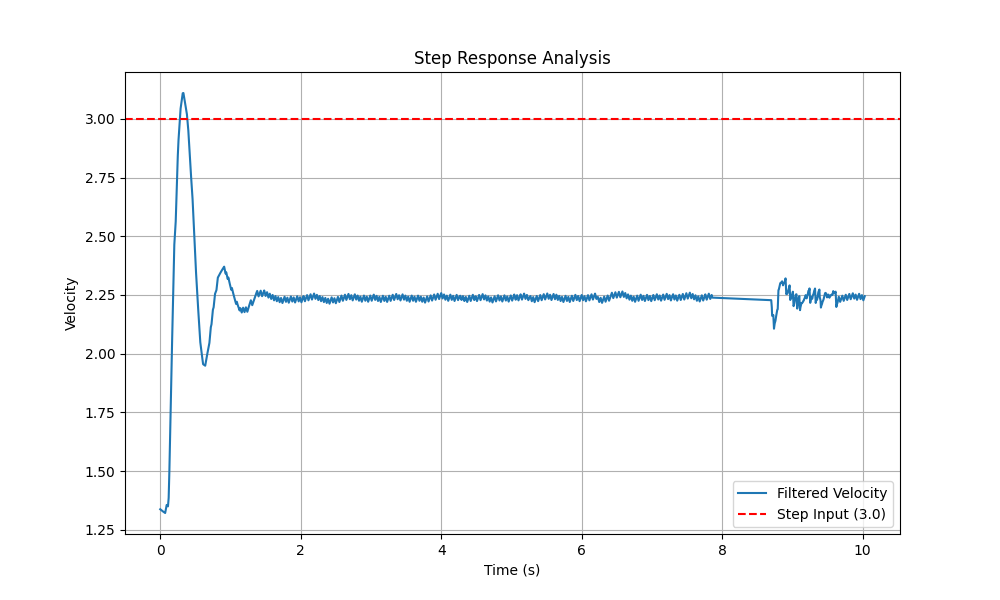 Step Response Analysis
3.00
2.75
2.50
2.25
2.00
1.75
1.50
1.25
Velocity
0 2 4 6 8 10
Time (s)
Filtered Velocity
Step Input (3.0)